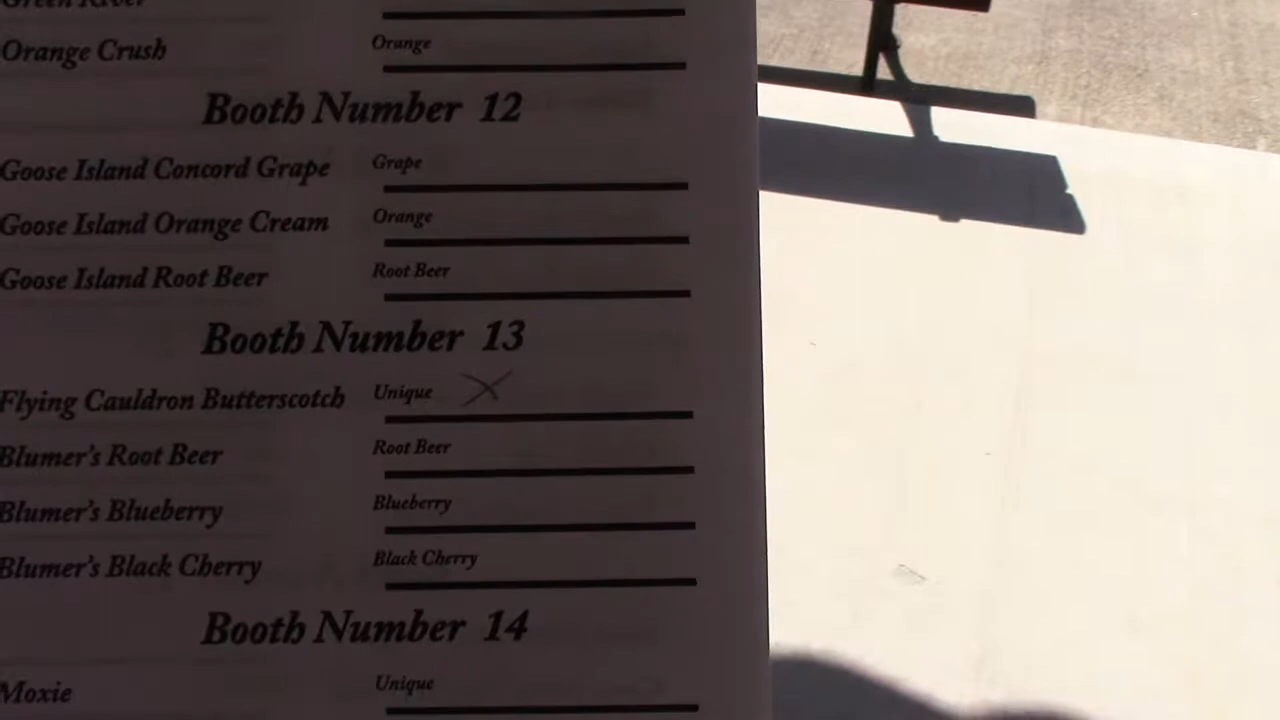 Green River
Orange Crush Orange
Booth Number 12
Goose Island Concord Grape Grape
Goose Island Orange Cream Orange
Goose Island Root Beer Root Beer
Booth Number 13
Flying Cauldron Butterscotch Unique X
Blumer's Root Beer Root Beer
Blumer's Blueberry Blueberry
Blumer's Black Cherry Black Cherry
Booth Number 14
Moxie Unique